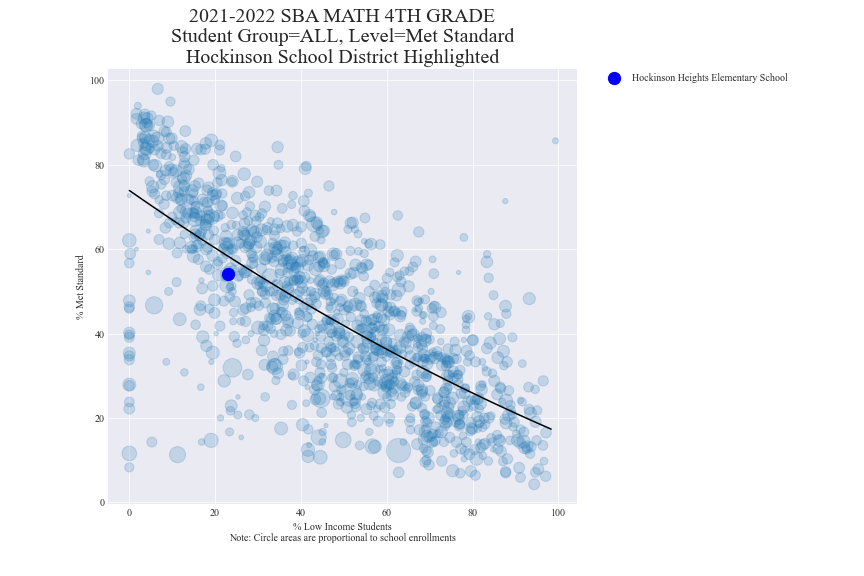 2021-2022 SBA MATH 4TH GRADE
Student Group=ALL, Level=Met Standard
Hockinson School District Highlighted
Hockinson Heights Elementary School
% Met Standard
100
80
60
40
20
0
0 20 40 60 80 100
% Low Income Students
Note: Circle areas are proportional to school enrollments